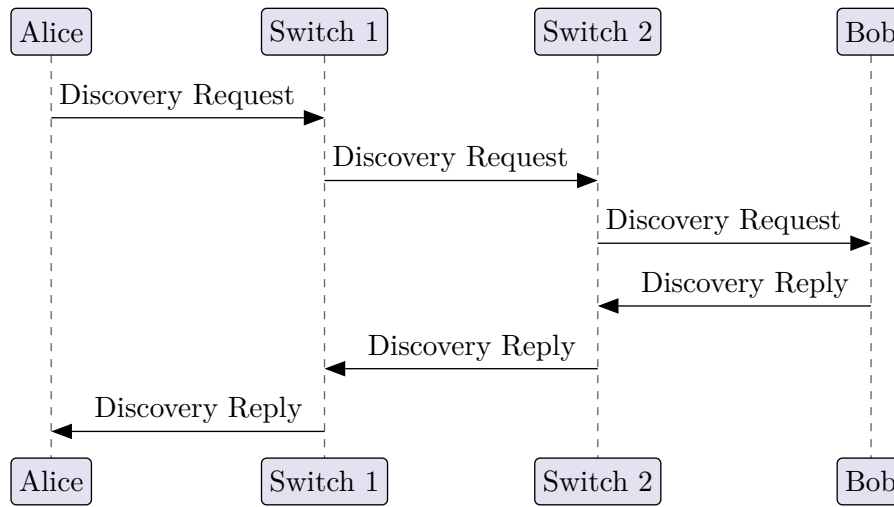 Alice Switch 1 Switch 2 Bob
Discovery Request
Discovery Request
Discovery Request
Discovery Reply
Discovery Reply
Discovery Reply
Alice Switch 1 Switch 2 Bob